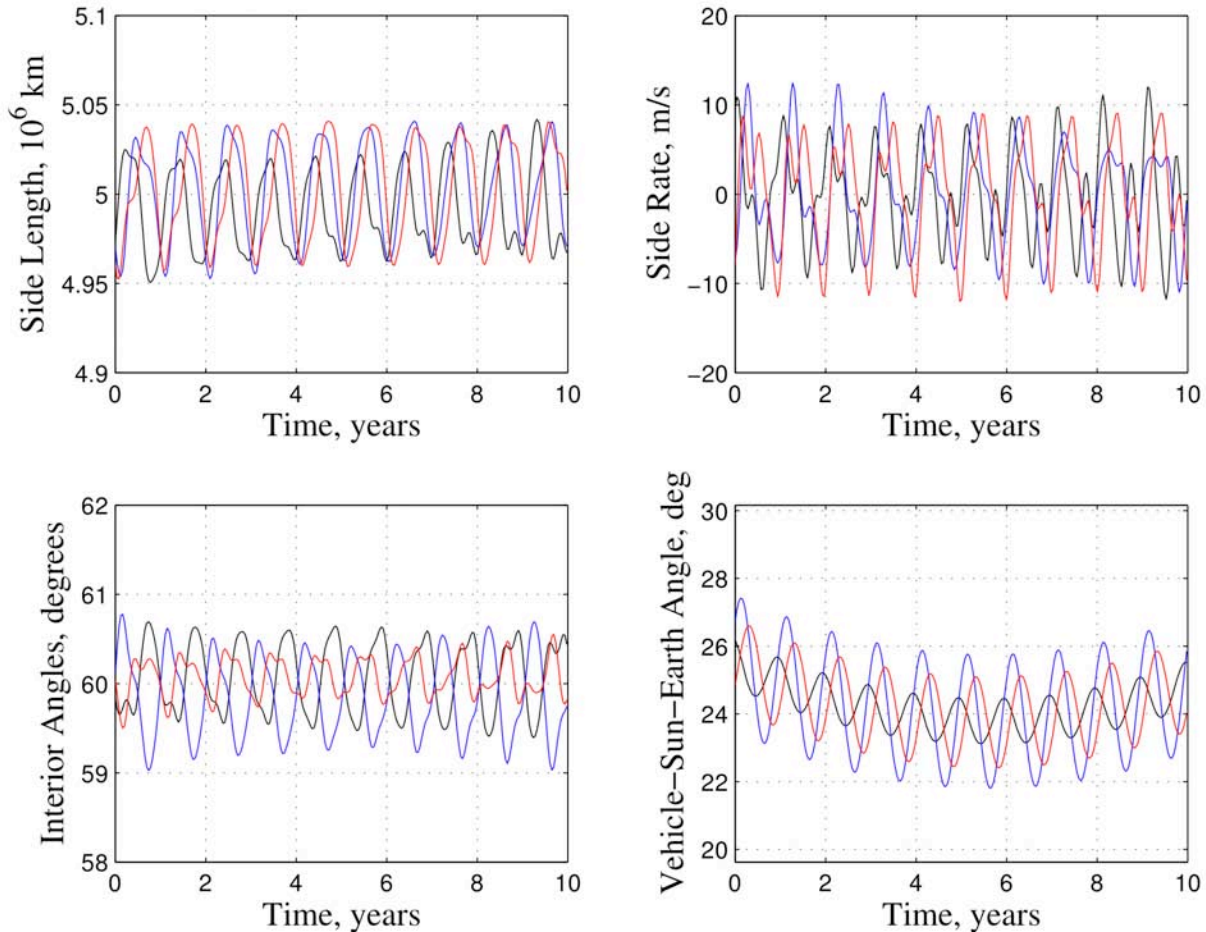 5.1
5.05
5
4.95
4.9
Side Length, 10^6 km
0 2 4 6 8 10
Time, years
20
10
0
−10
−20
Side Rate, m/s
0 2 4 6 8 10
Time, years
62
61
60
59
58
Interior Angles, degrees
0 2 4 6 8 10
Time, years
30
28
26
24
22
20
Vehicle−Sun−Earth Angle, deg
0 2 4 6 8 10
Time, years